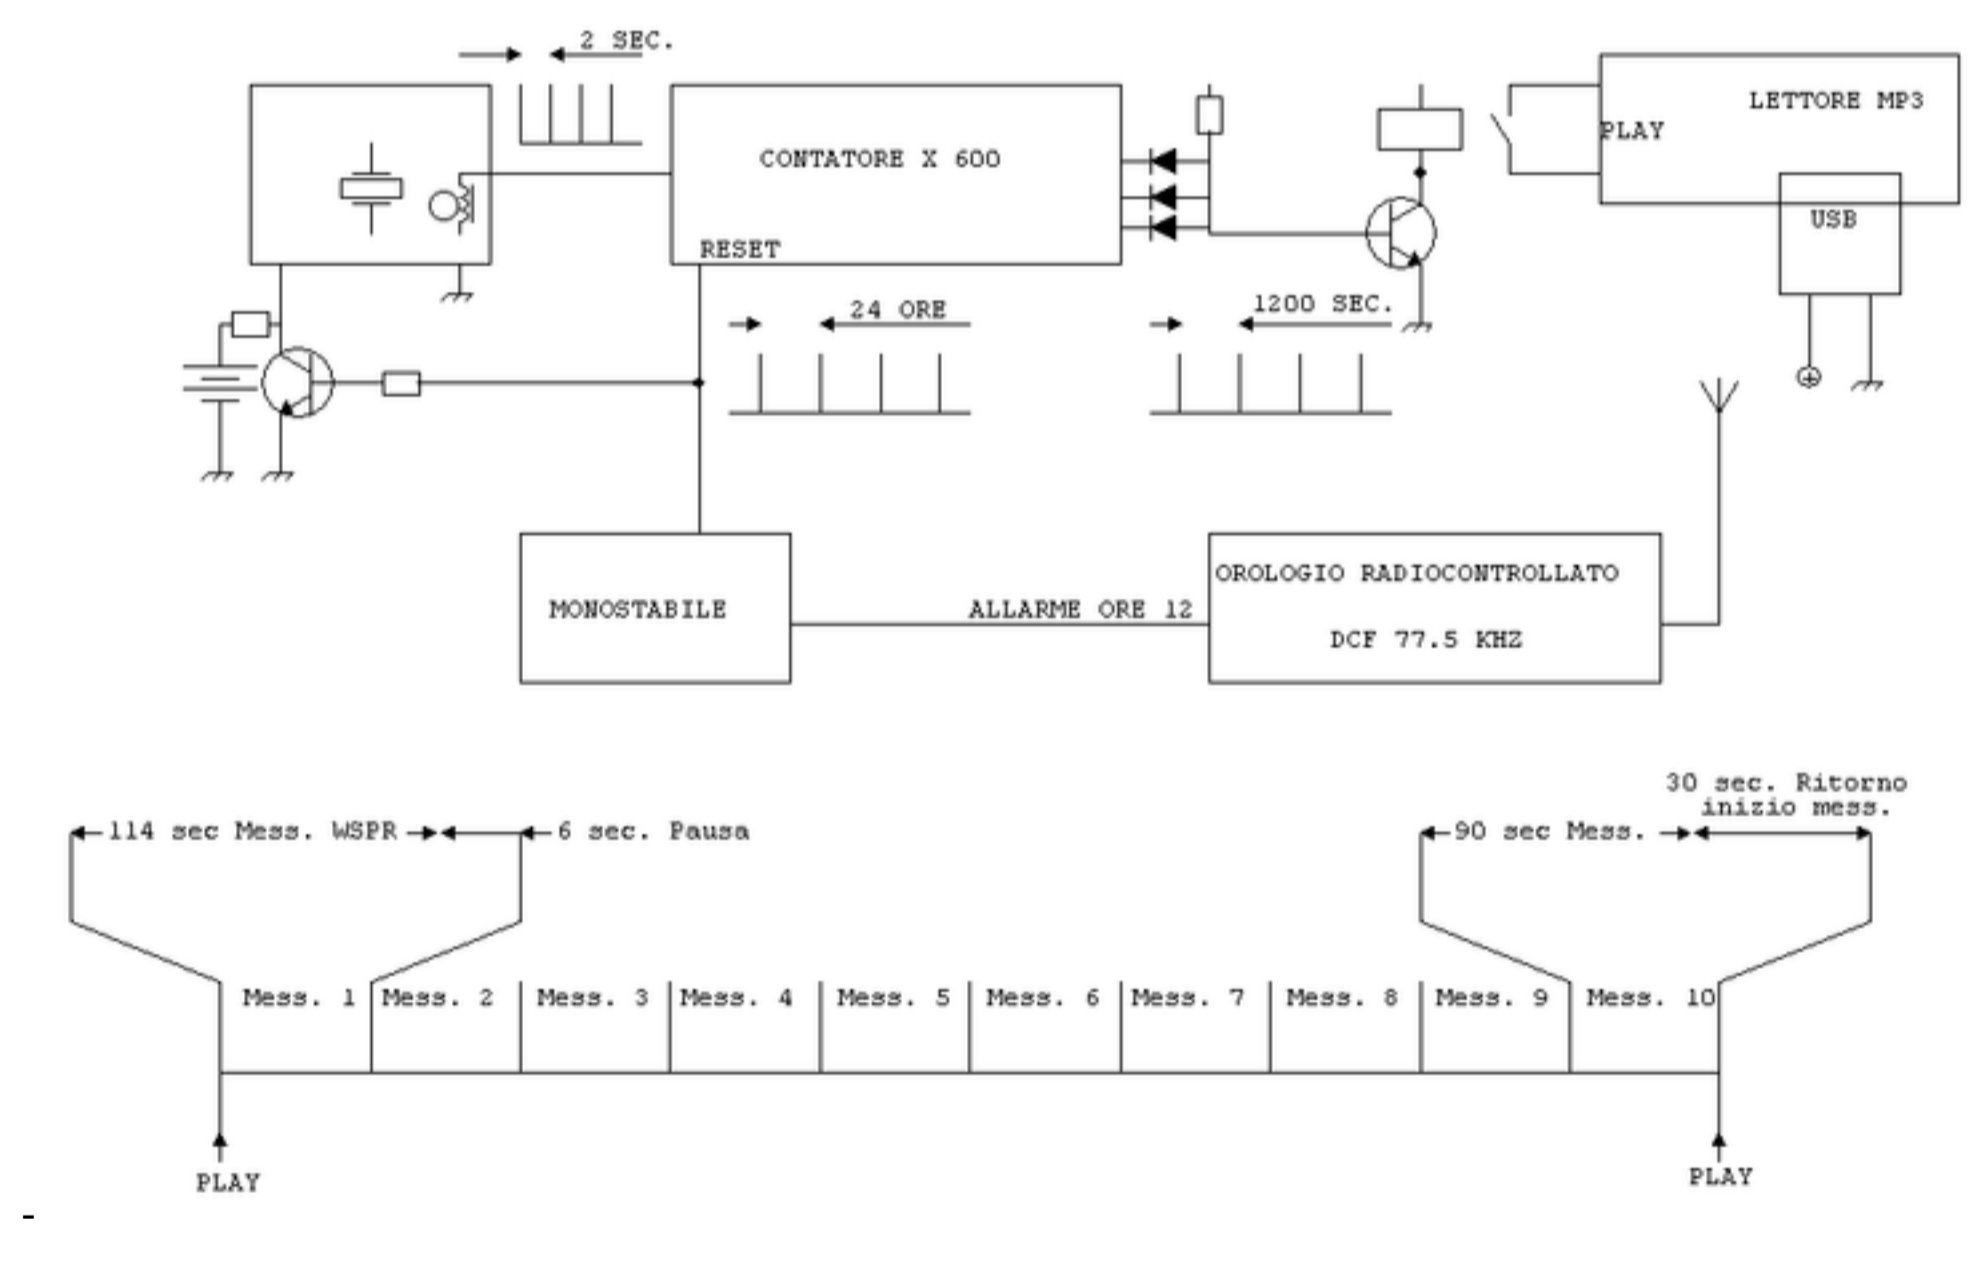 2 SEC.
LETTORE MP3
PLAY
CONTATORE X 600
USB
RESET
24 ORE
1200 SEC.
OROLOGIO RADIOCONTROLLATO
MONOSTABILE
ALLARME ORE 12
DCF 77.5 KHZ
30 sec. Ritorno
inizio mess.
114 sec Mess. WSPR
6 sec. Pausa
90 sec Mess.
Mess. 1
Mess. 2
Mess. 3
Mess. 4
Mess. 5
Mess. 6
Mess. 7
Mess. 8
Mess. 9
Mess. 10
PLAY
PLAY
-